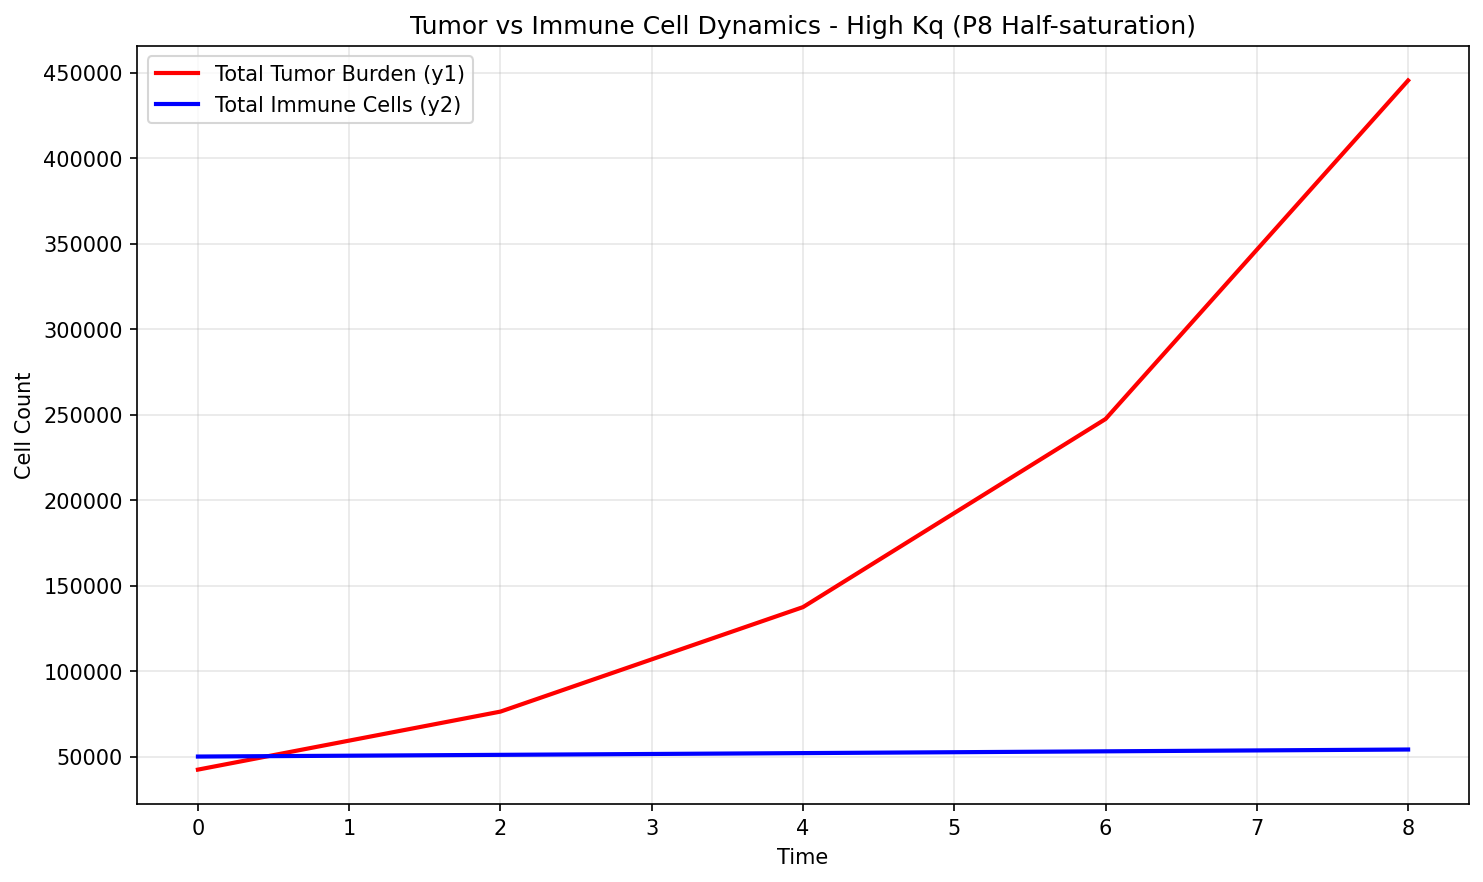 Tumor vs Immune Cell Dynamics - High Kq (P8 Half-saturation)
Total Tumor Burden (y1)
Total Immune Cells (y2)
Cell Count
450000
400000
350000
300000
250000
200000
150000
100000
50000
0 1 2 3 4 5 6 7 8
Time